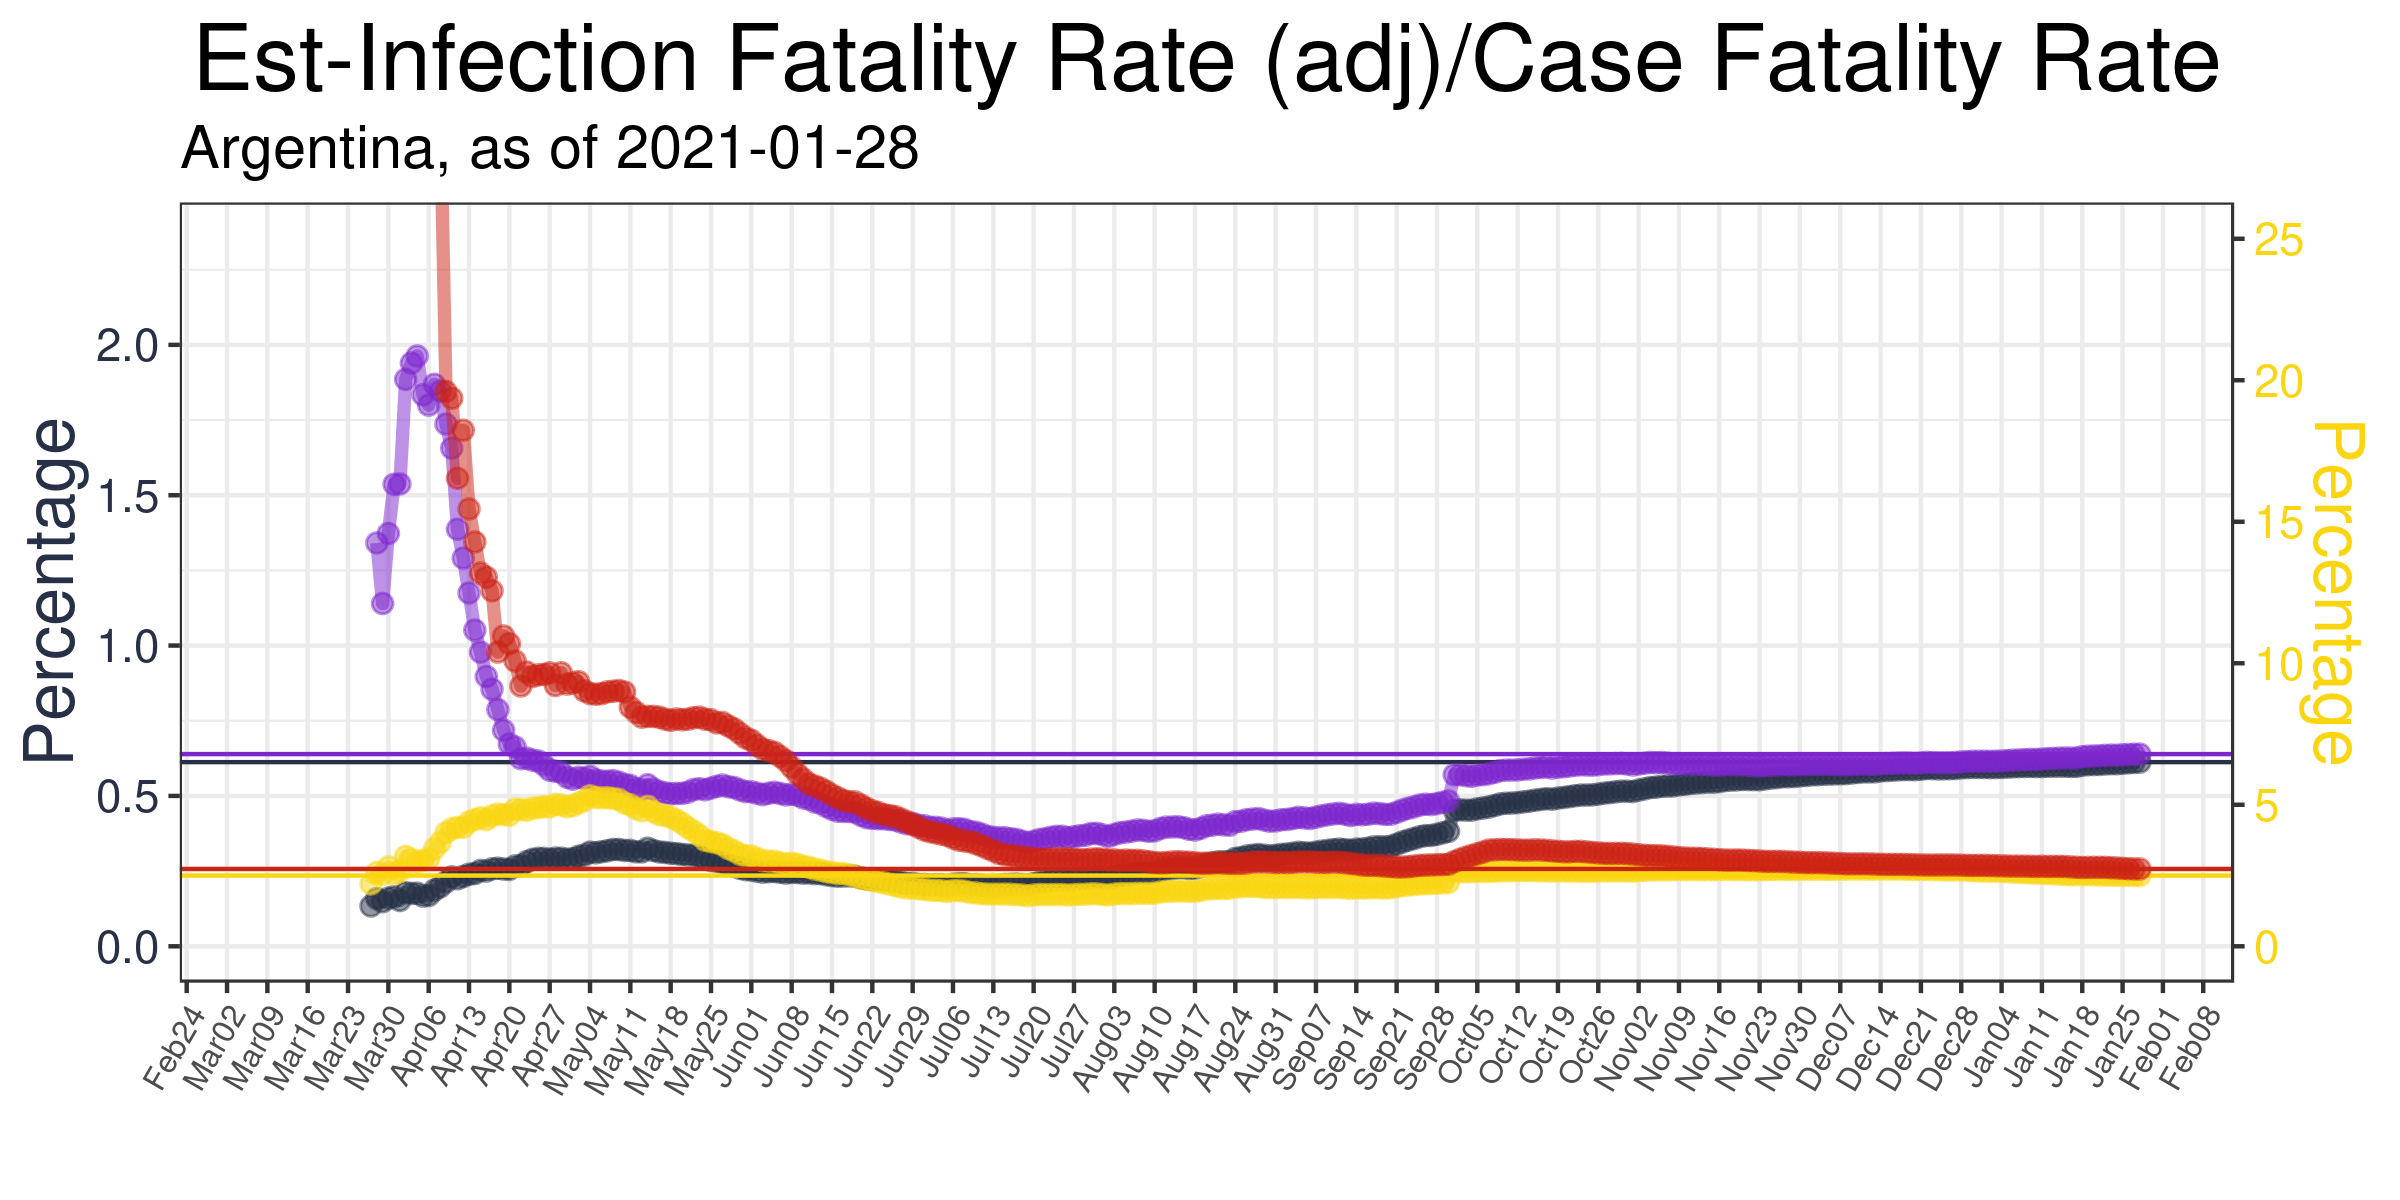 Est-Infection Fatality Rate (adj)/Case Fatality Rate
Argentina, as of 2021-01-28
Percentage
2.0
1.5
1.0
0.5
0.0
25
20
15
10
5
0
Percentage
Feb24 Mar02 Mar09 Mar16 Mar23 Mar30 Apr06 Apr13 Apr20 Apr27 May04 May11 May18 May25 Jun01 Jun08 Jun15 Jun22 Jun29 Jul06 Jul13 Jul20 Jul27 Aug03 Aug10 Aug17 Aug24 Aug31 Sep07 Sep14 Sep21 Sep28 Oct05 Oct12 Oct19 Oct26 Nov02 Nov09 Nov16 Nov23 Nov30 Dec07 Dec14 Dec21 Dec28 Jan04 Jan11 Jan18 Jan25 Feb01 Feb08